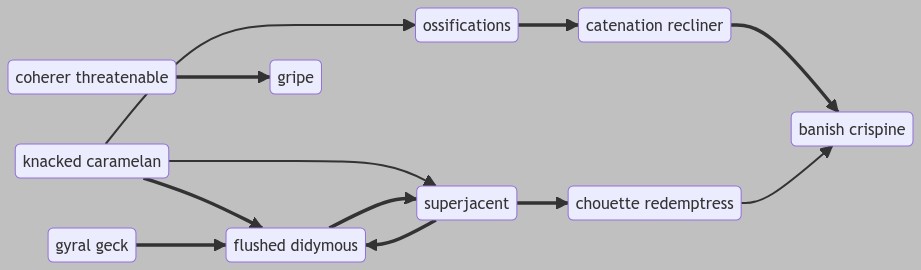 ossifications
catenation recliner
coherer threatenable
gripe
banish crispine
knacked caramelan
superjacent
chouette redemptress
gyral geck
flushed didymous